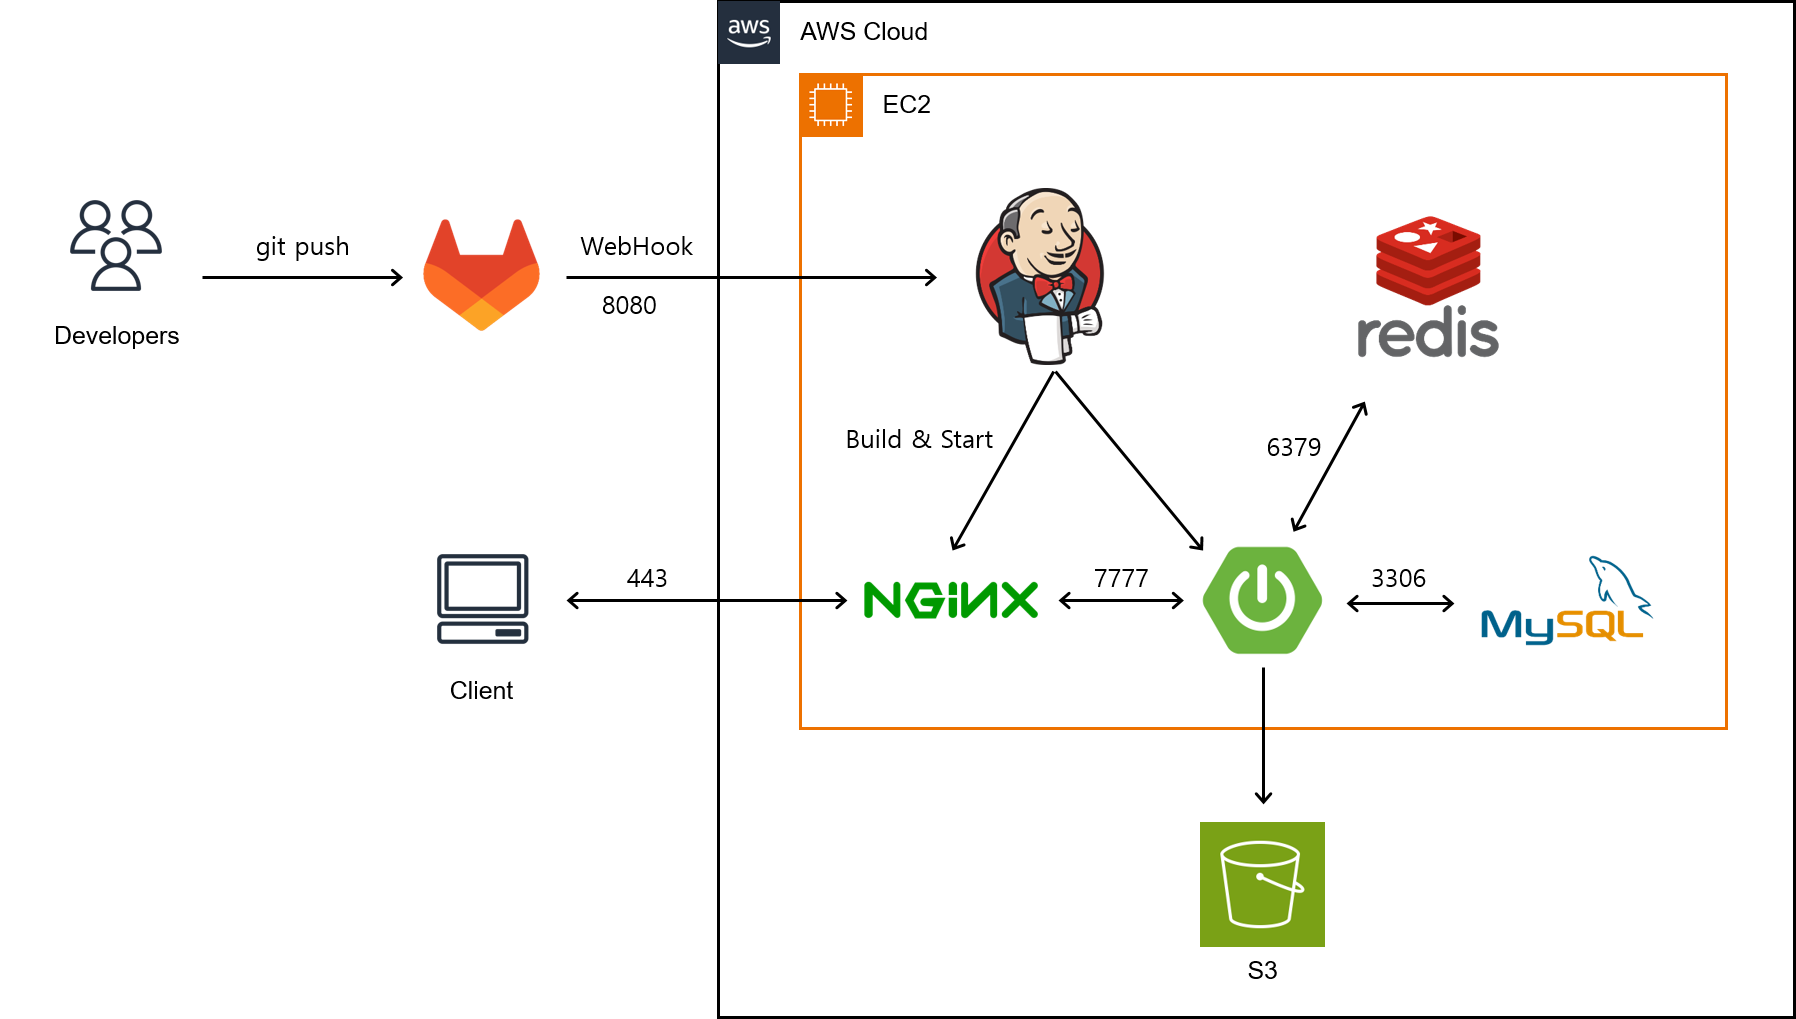 aws
AWS Cloud
EC2
git push
WebHook
8080
Developers
redis
Build & Start
6379
443
NGINX
7777
3306
MySQL
Client
S3